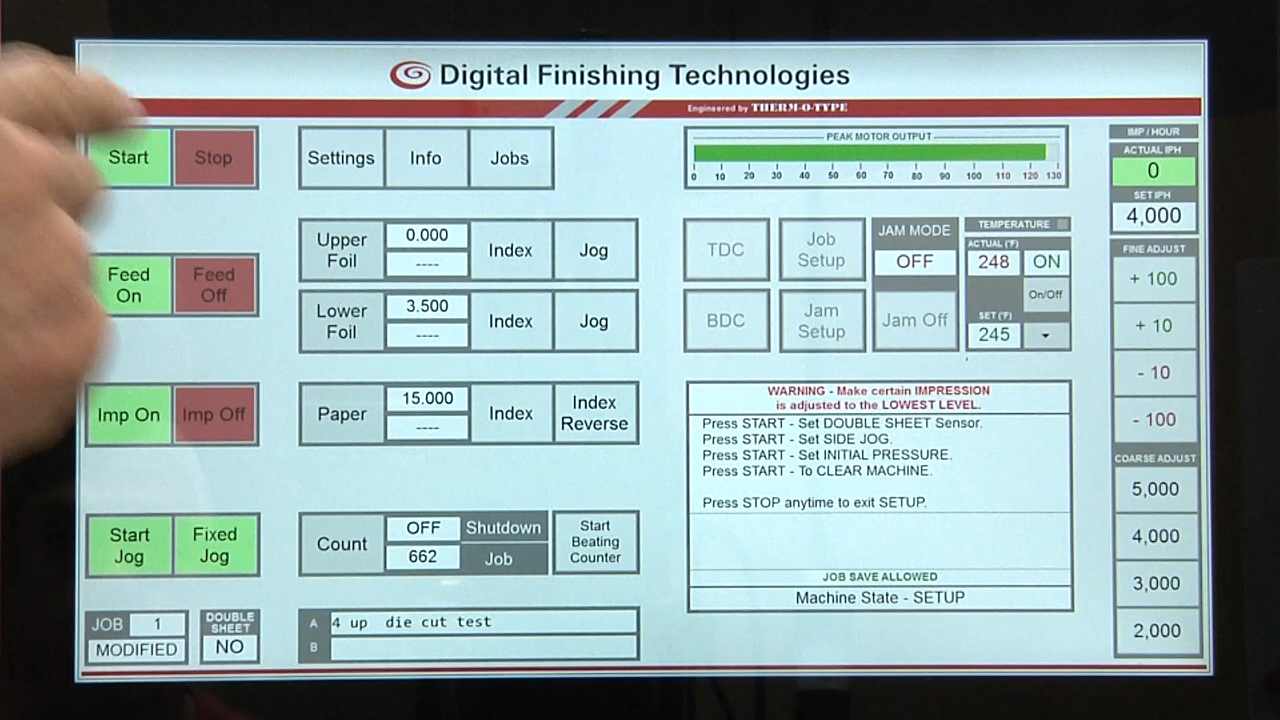 Digital Finishing Technologies
Engineered by THERM-O-TYPE
Start
Stop
Settings
Info
Jobs
PEAK MOTOR OUTPUT
0 10 20 30 40 50 60 70 80 90 100 110 120 130
IMP / HOUR
ACTUAL IPH
0
SET IPH
4,000
FINE ADJUST
+ 100
+ 10
- 10
- 100
COARSE ADJUST
5,000
4,000
3,000
2,000
Feed
On
Feed
Off
Upper
Foil
0.000
----
Index
Jog
Lower
Foil
3.500
----
Index
Jog
TDC
Job
Setup
JAM MODE
OFF
BDC
Jam
Setup
Jam Off
TEMPERATURE
ACTUAL (°F)
248
ON
On/Off
SET (°F)
245
Imp On
Imp Off
Paper
15.000
----
Index
Index
Reverse
WARNING - Make certain IMPRESSION
is adjusted to the LOWEST LEVEL.
Press START - Set DOUBLE SHEET Sensor.
Press START - Set SIDE JOG.
Press START - Set INITIAL PRESSURE.
Press START - To CLEAR MACHINE.
Press STOP anytime to exit SETUP.
JOB SAVE ALLOWED
Machine State - SETUP
Start
Jog
Fixed
Jog
Count
OFF
Shutdown
662
Job
Start
Beating
Counter
JOB 1
MODIFIED
DOUBLE
SHEET
NO
A 4 up die cut test
B